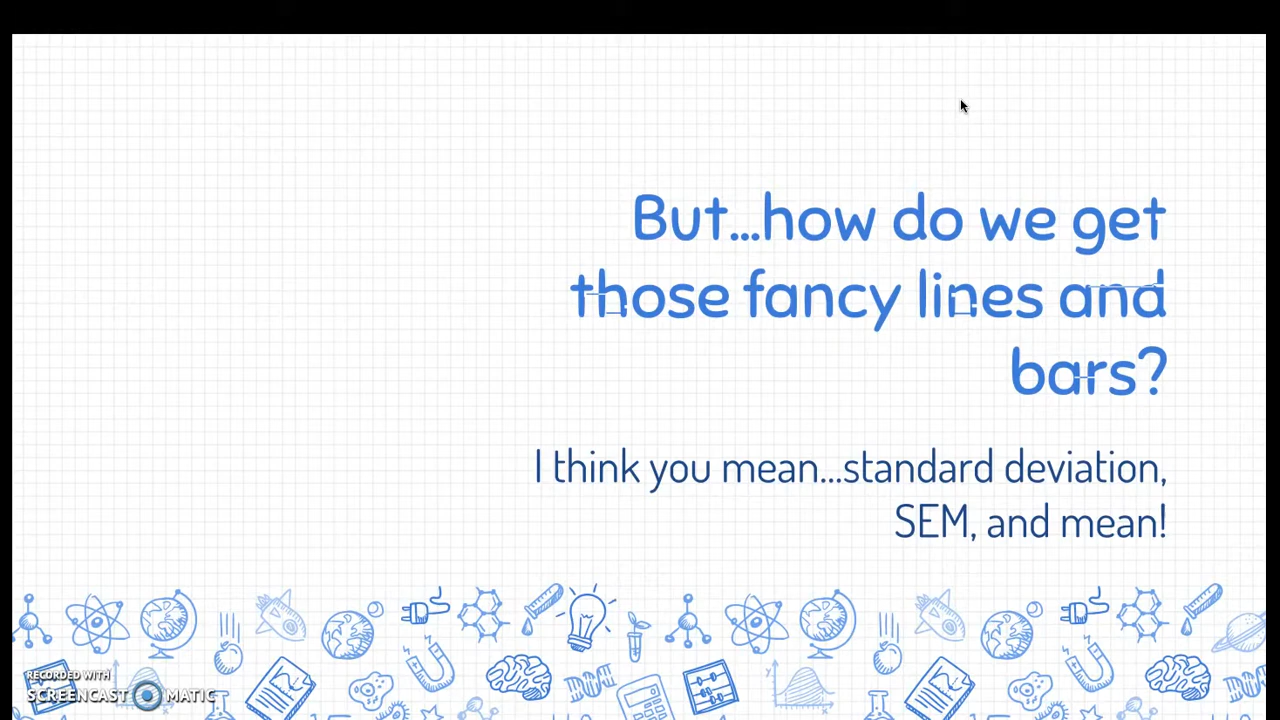 But...how do we get
those fancy lines and
bars?
I think you mean...standard deviation,
SEM, and mean!
RECORDED WITH
SCREENCAST MATIC